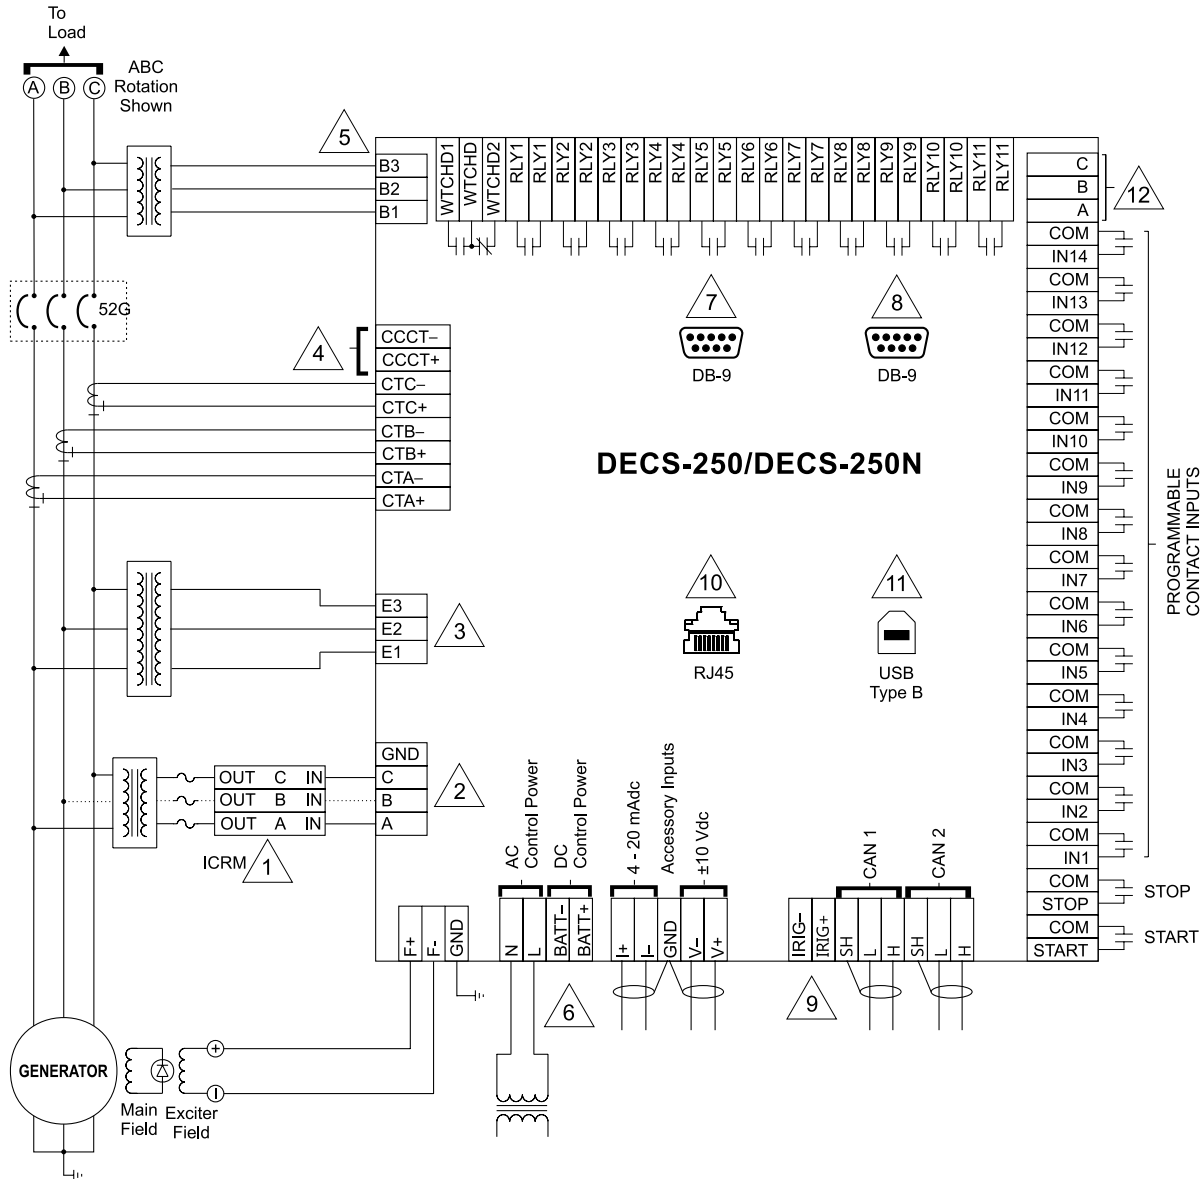 To
Load
A B C
ABC
Rotation
Shown
5
B3
B2
B1
WTCHD1
WTCHD
WTCHD2
RLY1
RLY1
RLY2
RLY2
RLY3
RLY3
RLY4
RLY4
RLY5
RLY5
RLY6
RLY6
RLY7
RLY7
RLY8
RLY8
RLY9
RLY9
RLY10
RLY10
RLY11
RLY11
C
B
A
12
52G
7
DB-9
8
DB-9
4
CCCT–
CCCT+
CTC–
CTC+
CTB–
CTB+
CTA–
CTA+
DECS-250/DECS-250N
COM
IN14
COM
IN13
COM
IN12
COM
IN11
COM
IN10
COM
IN9
COM
IN8
COM
IN7
COM
IN6
COM
IN5
COM
IN4
COM
IN3
COM
IN2
COM
IN1
PROGRAMMABLE
CONTACT INPUTS
COM
STOP
STOP
COM
START
START
10
RJ45
11
USB
Type B
E3
E2
E1
3
GND
C
B
A
2
OUT C IN
OUT B IN
OUT A IN
ICRM
1
F+
F-
GND
AC
Control Power
N
L
DC
Control Power
BATT–
BATT+
6
4 - 20 mAdc
Accessory Inputs
±10 Vdc
I+
I-
GND
V–
V+
IRIG–
IRIG+
9
CAN 1
SH
L
H
CAN 2
SH
L
H
GENERATOR
Main
Field
Exciter
Field
+
–